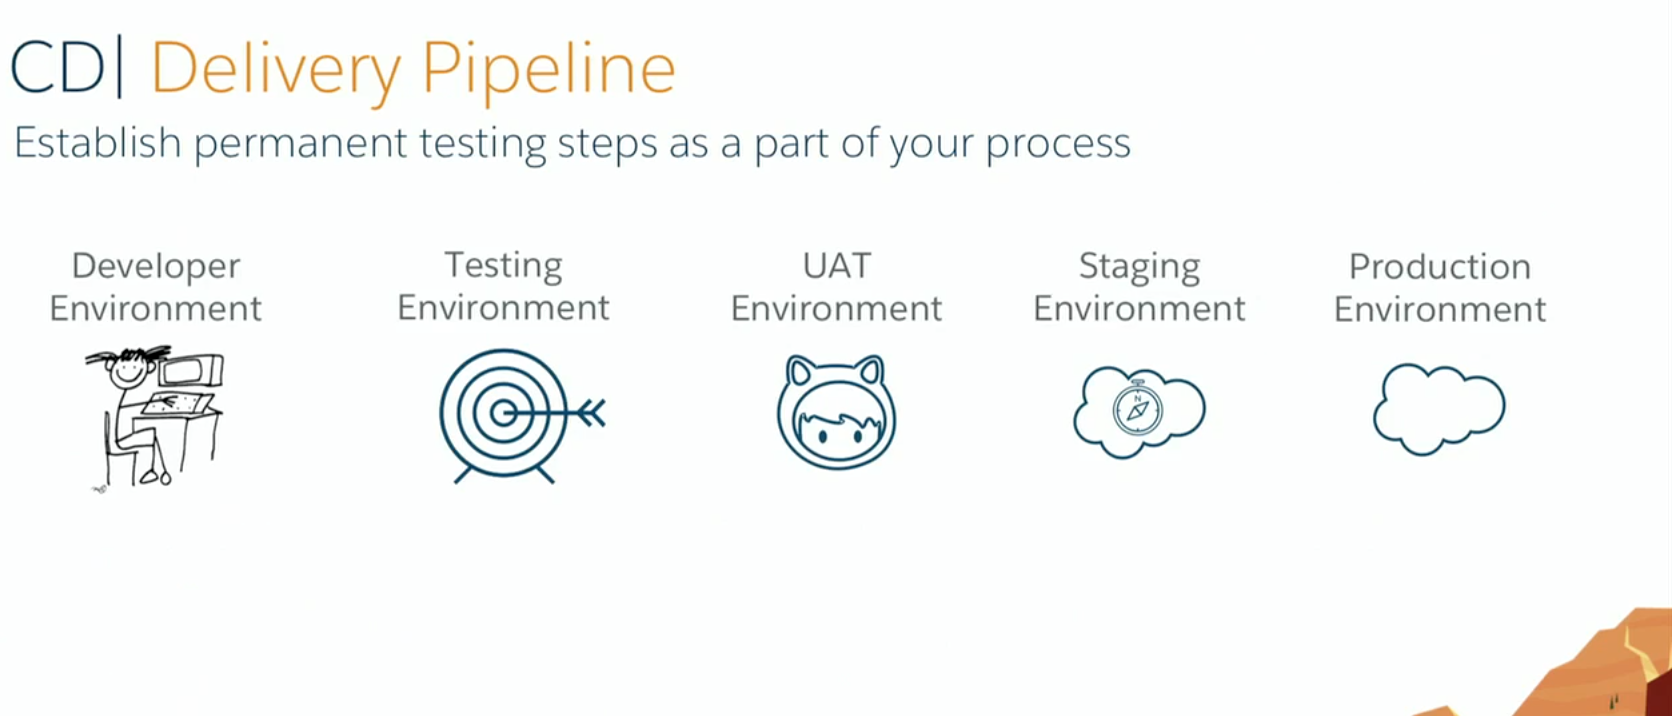 CD| Delivery Pipeline
Establish permanent testing steps as a part of your process
Developer
Environment
Testing
Environment
UAT
Environment
Staging
Environment
Production
Environment
N